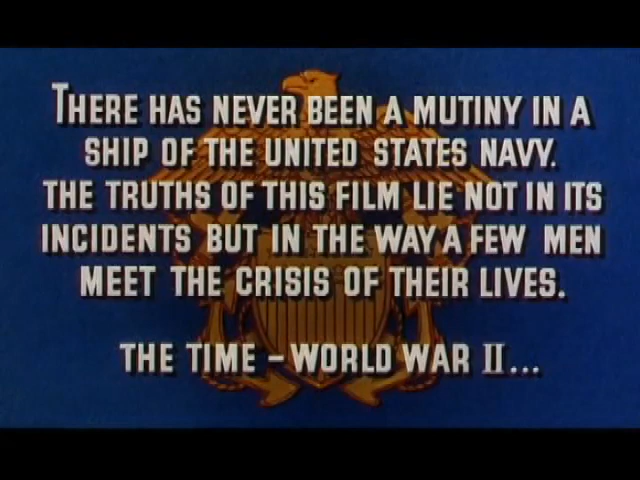 THERE HAS NEVER BEEN A MUTINY IN A
SHIP OF THE UNITED STATES NAVY.
THE TRUTHS OF THIS FILM LIE NOT IN ITS
INCIDENTS BUT IN THE WAY A FEW MEN
MEET THE CRISIS OF THEIR LIVES.
THE TIME – WORLD WAR II...